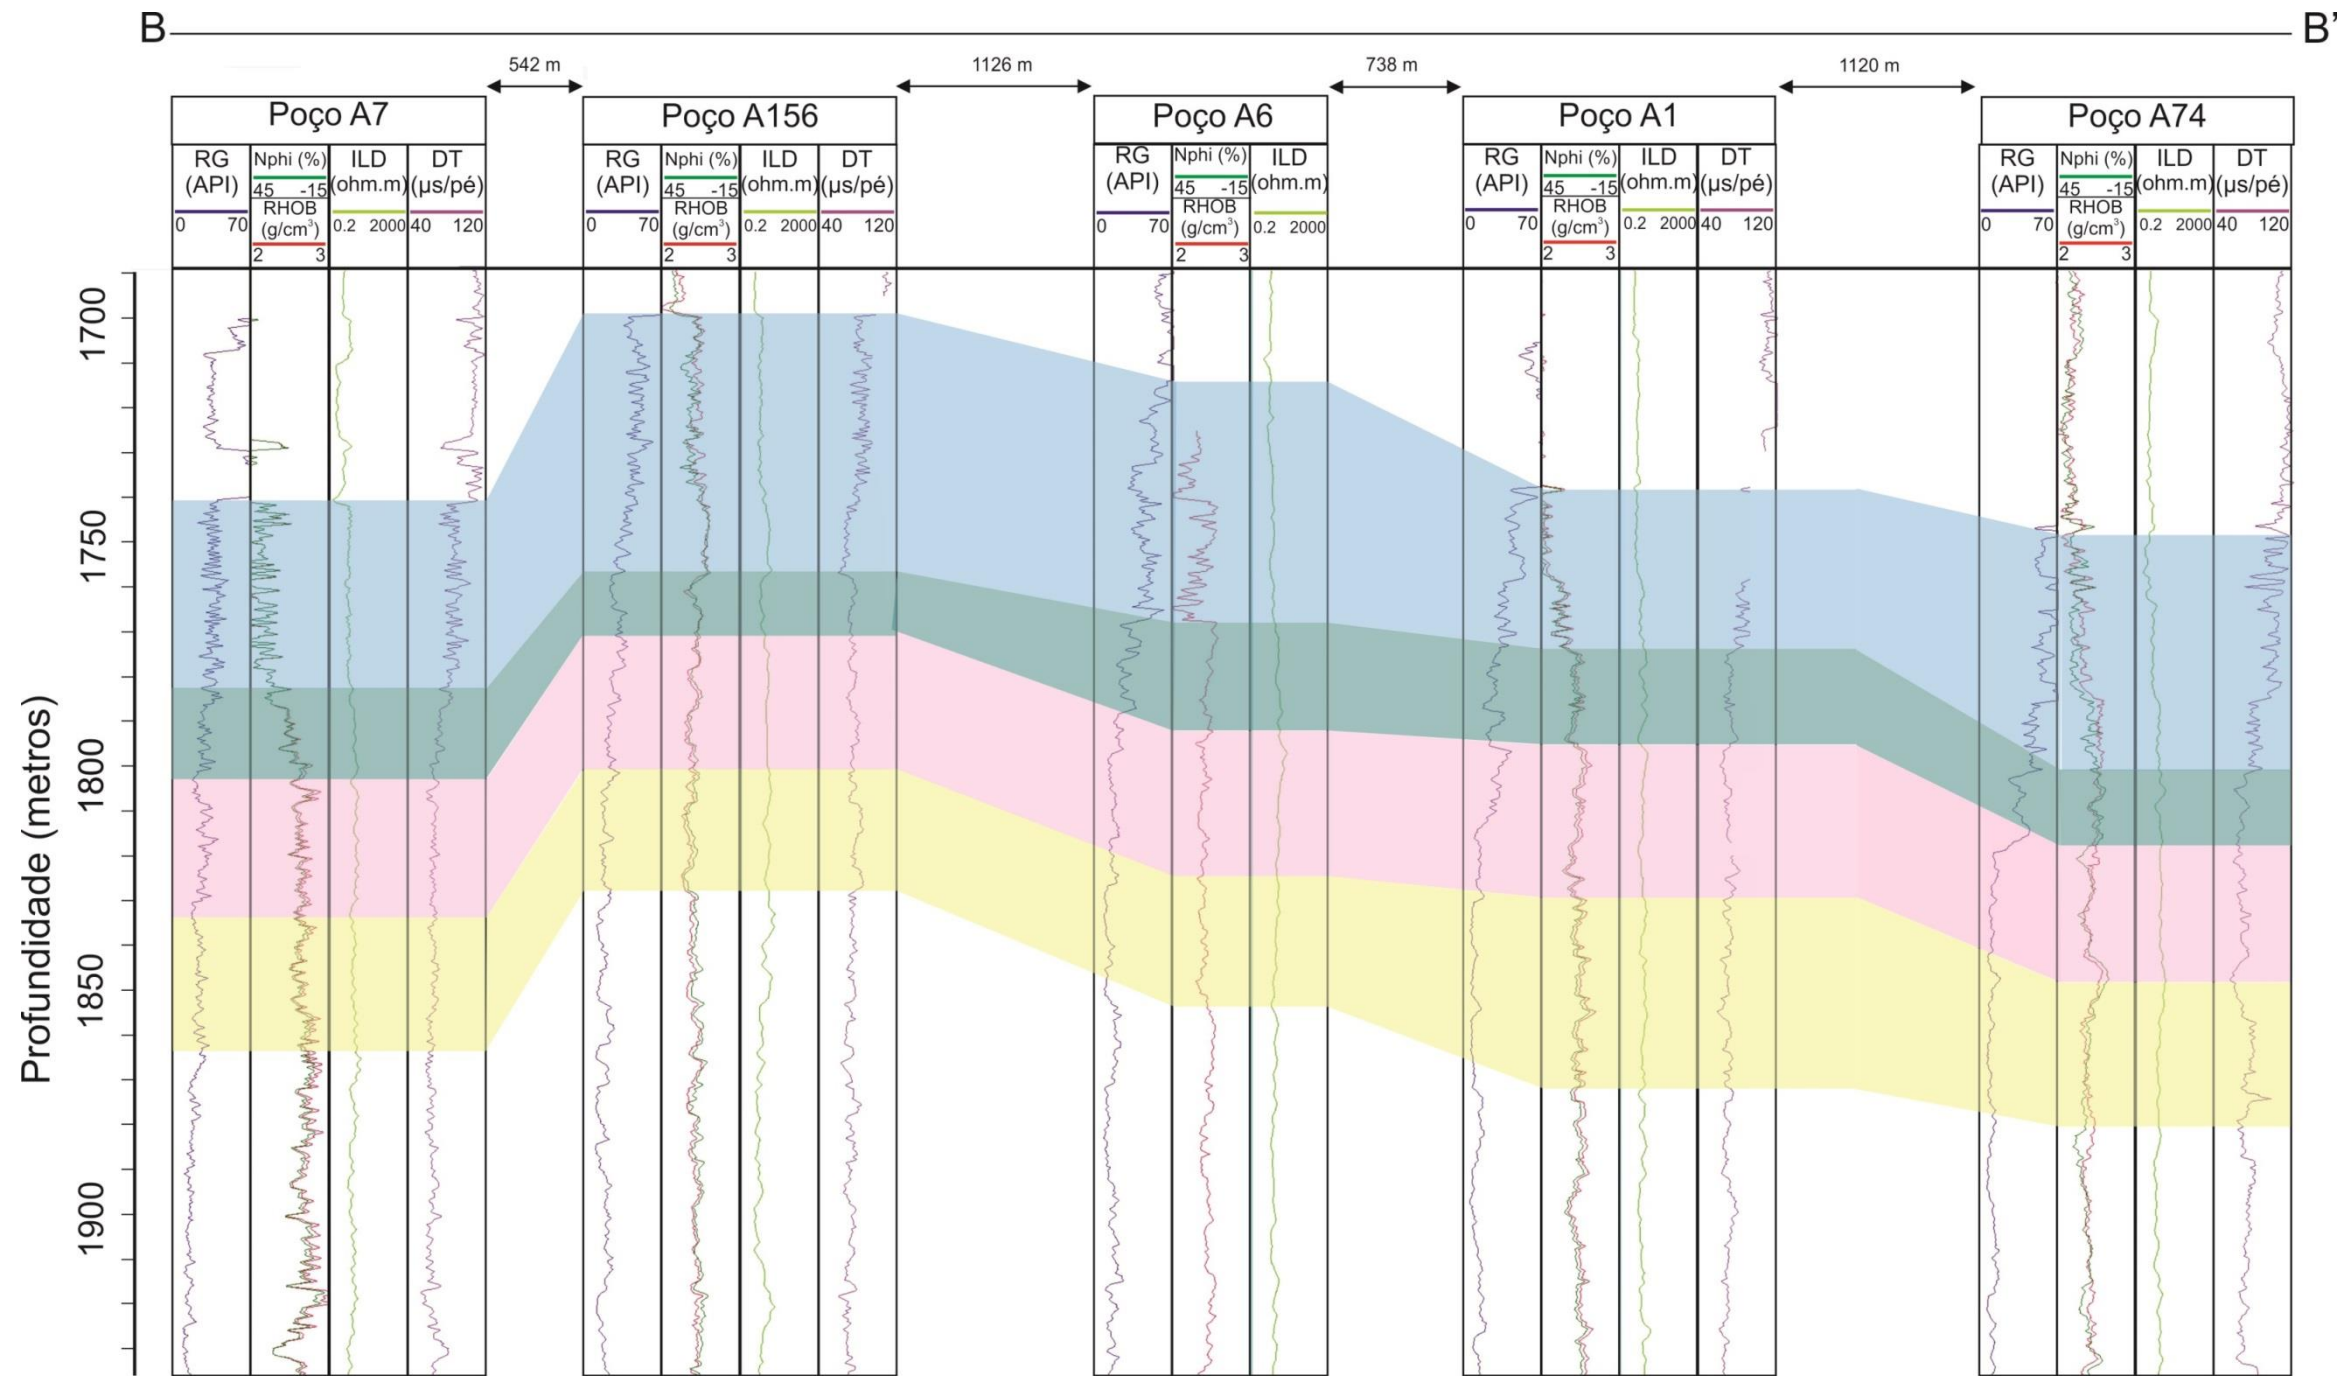 B B'
542 m 1126 m 738 m 1120 m
Poço A7 Poço A156 Poço A6 Poço A1 Poço A74
RG (API) 0 70
Nphi (%) 45 -15
RHOB (g/cm³) 2 3
ILD (ohm.m) 0.2 2000
DT (µs/pé) 40 120
RG (API) 0 70
Nphi (%) 45 -15
RHOB (g/cm³) 2 3
ILD (ohm.m) 0.2 2000
DT (µs/pé) 40 120
RG (API) 0 70
Nphi (%) 45 -15
RHOB (g/cm³) 2 3
ILD (ohm.m) 0.2 2000
RG (API) 0 70
Nphi (%) 45 -15
RHOB (g/cm³) 2 3
ILD (ohm.m) 0.2 2000
DT (µs/pé) 40 120
RG (API) 0 70
Nphi (%) 45 -15
RHOB (g/cm³) 2 3
ILD (ohm.m) 0.2 2000
DT (µs/pé) 40 120
Profundidade (metros)
1700
1750
1800
1850
1900